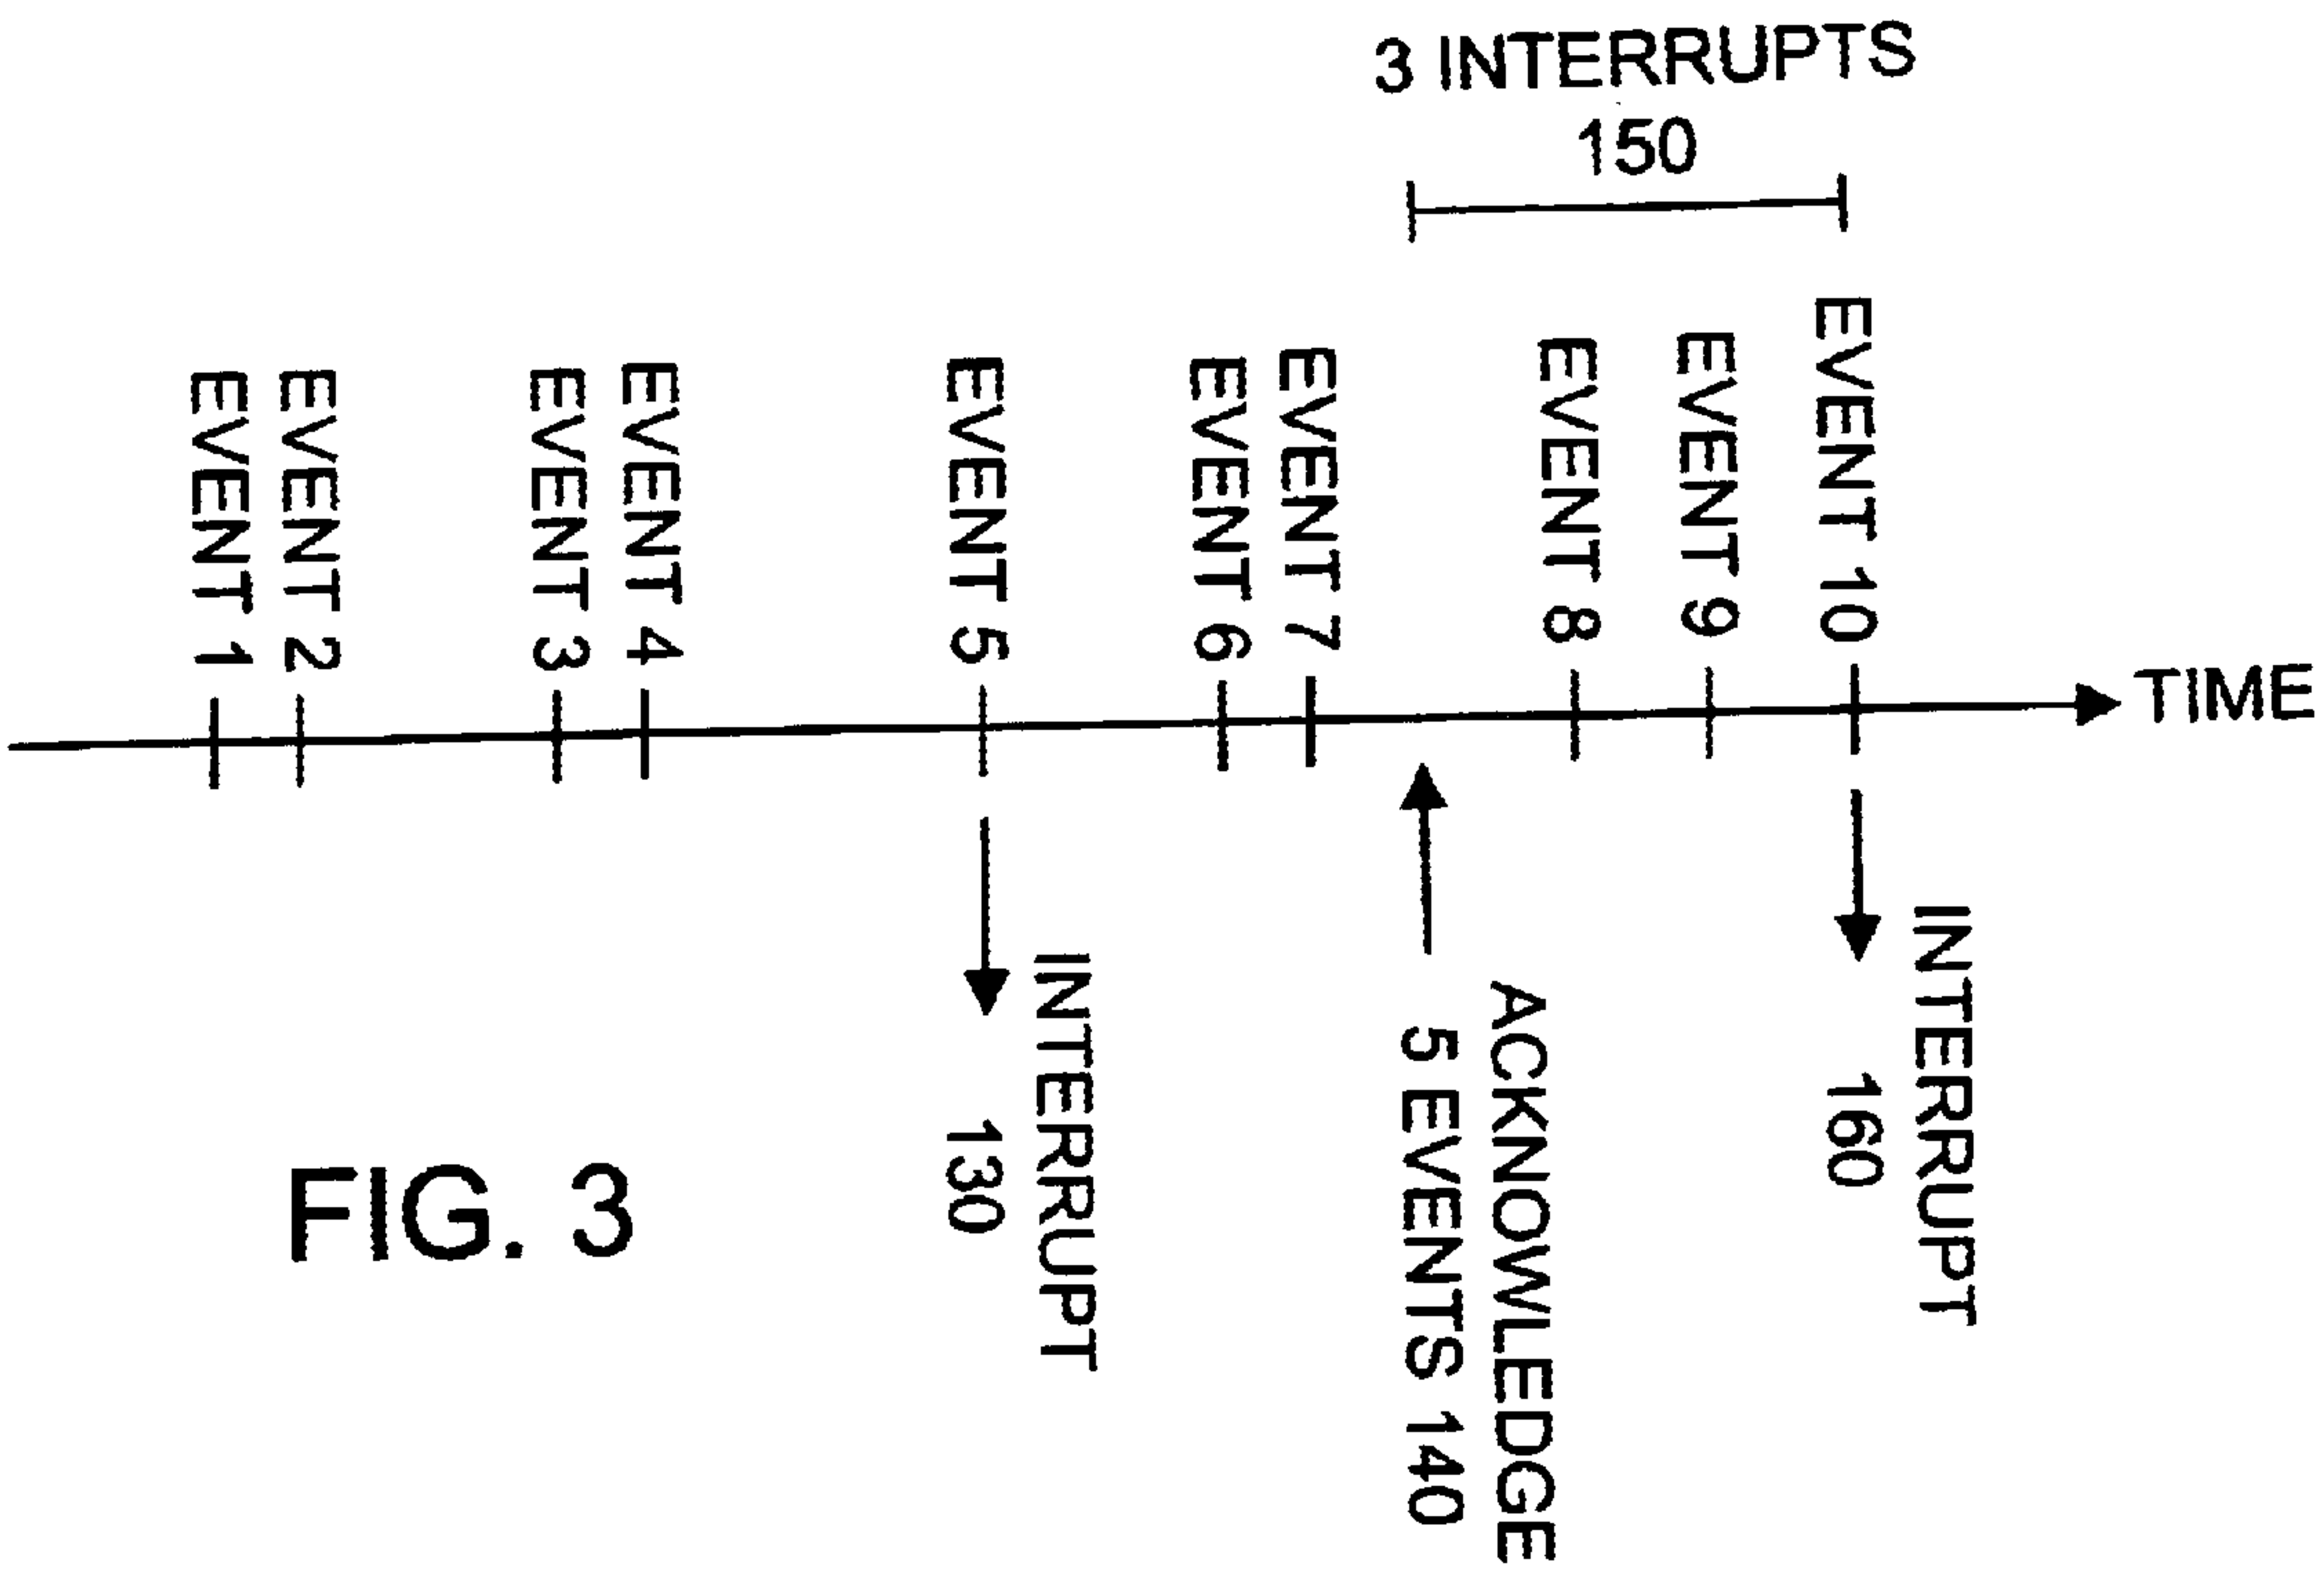 3 INTERRUPTS
150
EVENT 1
EVENT 2
EVENT 3
EVENT 4
EVENT 5
EVENT 6
EVENT 7
EVENT 8
EVENT 9
EVENT 10
TIME
INTERRUPT
130
ACKNOWLEDGE
5 EVENTS 140
INTERRUPT
160
FIG. 3